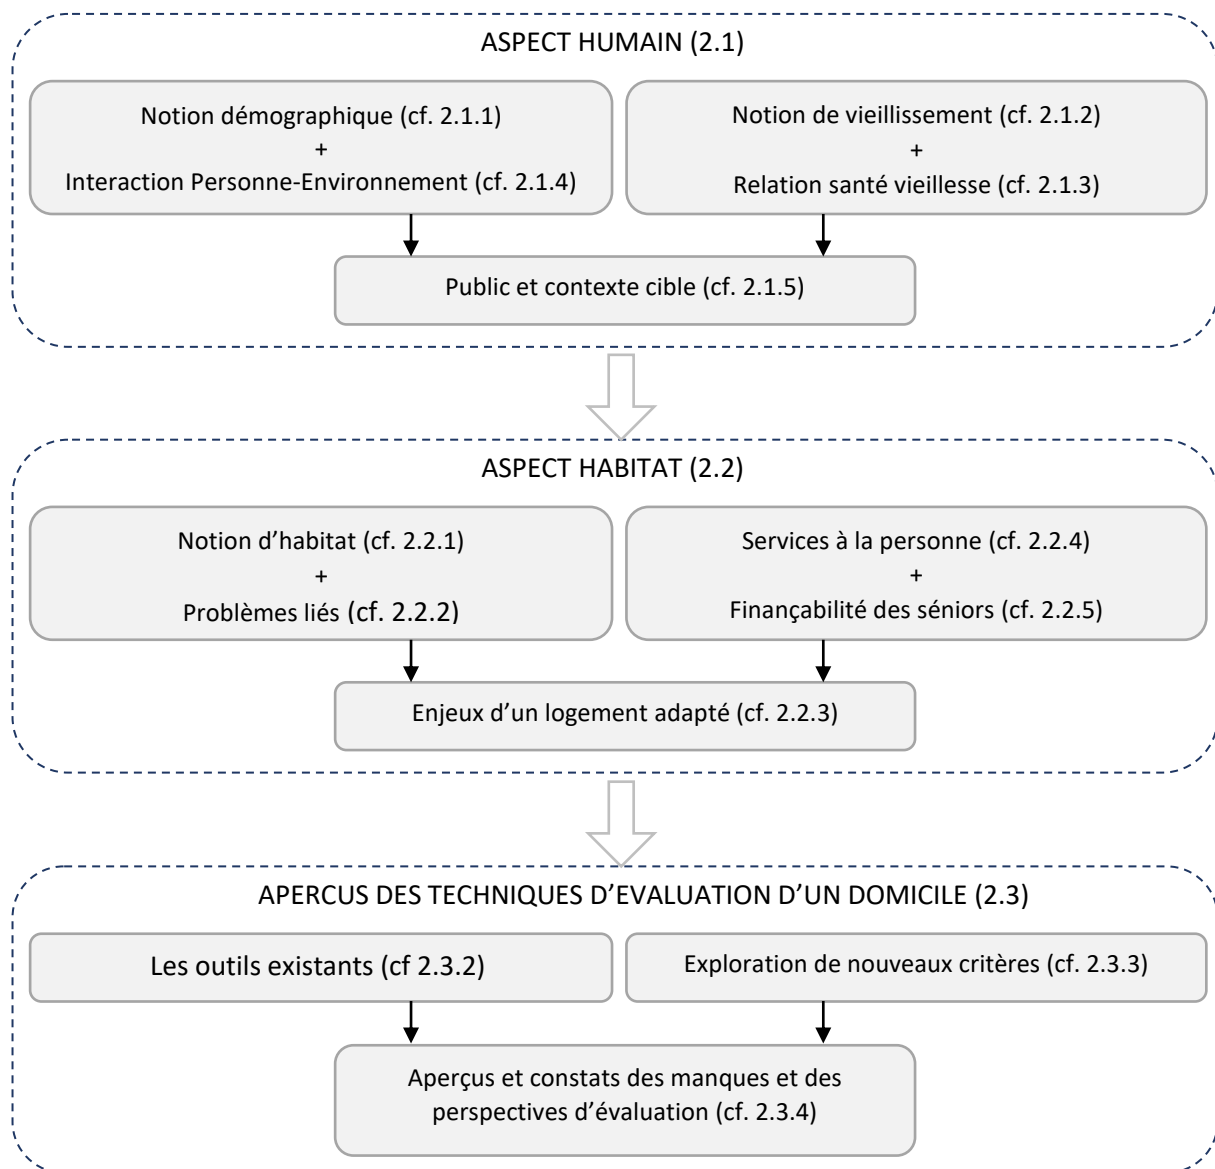 ASPECT HUMAIN (2.1)
Notion démographique (cf. 2.1.1)
+
Interaction Personne-Environnement (cf. 2.1.4)
Notion de vieillissement (cf. 2.1.2)
+
Relation santé vieillesse (cf. 2.1.3)
Public et contexte cible (cf. 2.1.5)
ASPECT HABITAT (2.2)
Notion d’habitat (cf. 2.2.1)
+
Problèmes liés (cf. 2.2.2)
Services à la personne (cf. 2.2.4)
+
Finançabilité des séniors (cf. 2.2.5)
Enjeux d’un logement adapté (cf. 2.2.3)
APERCUS DES TECHNIQUES D’EVALUATION D’UN DOMICILE (2.3)
Les outils existants (cf 2.3.2)
Exploration de nouveaux critères (cf. 2.3.3)
Aperçus et constats des manques et des
perspectives d’évaluation (cf. 2.3.4)